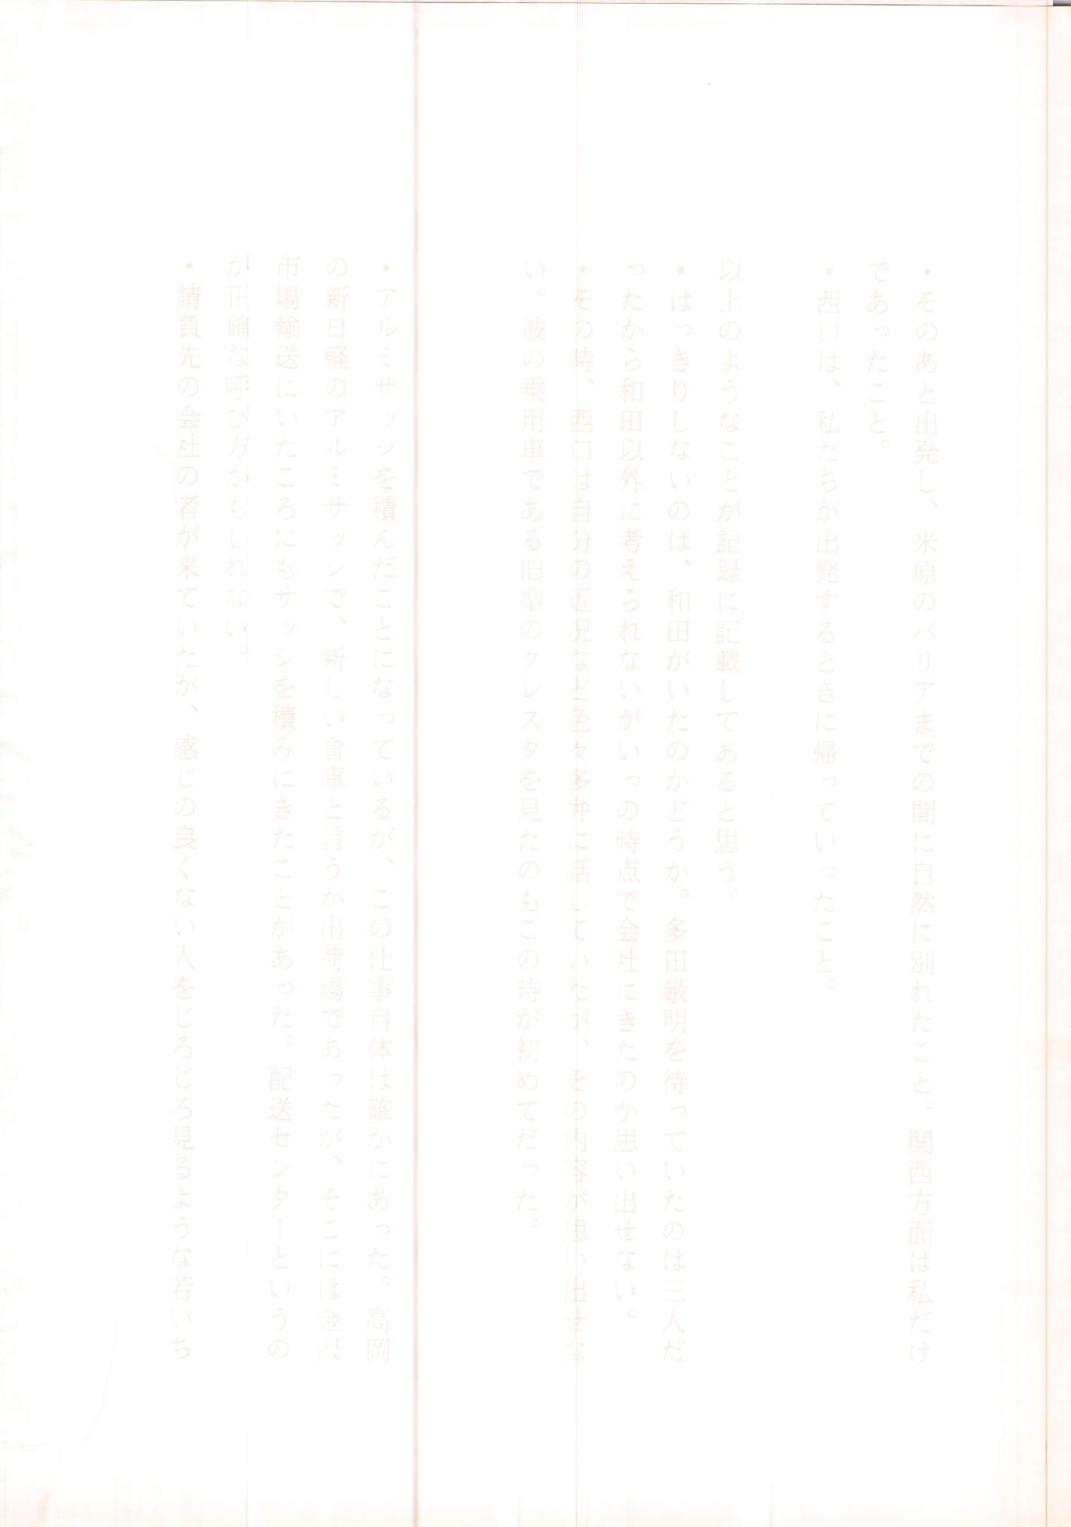 ・そのあと出発し、米原のバリアまでの間に自然に別れたこと。関西方面は私だけ
であったこと。
・西口は、私たちが出発するときに帰っていったこと。
以上のようなことが記録に記載してあると思う。
・はっきりしないのは、和田がいたのかどうか。多田敏明を待っていたのは三人だ
ったから和田以外に考えられないがいつの時点で会社にきたのか思い出せない。
・その時、西口は自分の近況など色々多弁に話していたが、その内容が思い出せな
い。彼の乗用車である旧型のクレスタを見たのもこの時が初めてだった。
・アルミサッシを積んだことになっているが、この仕事自体は確かにあった。高岡
の新日軽のアルミサッシで、新しい倉庫と言うか出荷場であったが、そこには金沢
市場輸送にいたころにもサッシを積みにきたことがあった。配送センターというの
が正確な呼び方かもしれない。
・請負先の会社の者が来ていたが、感じの良くない人をじろじろ見るような若いち